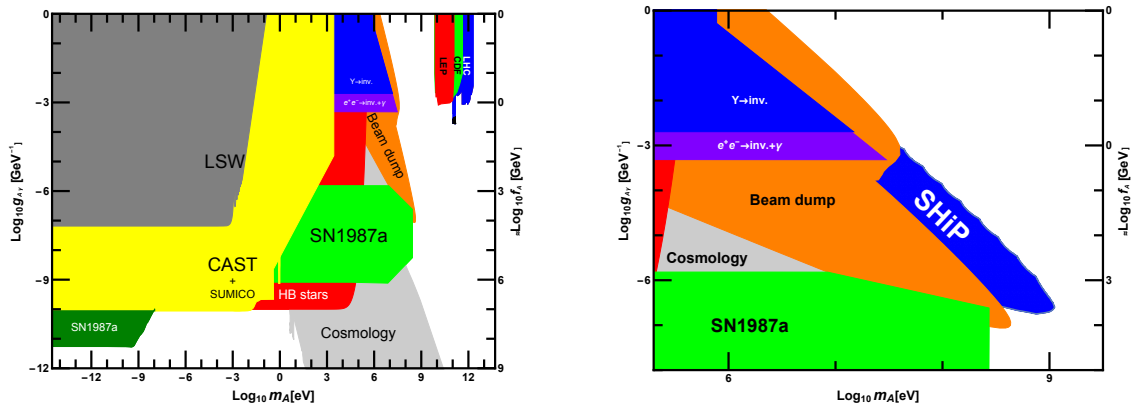 0
-3
-6
-9
-12
Log10 gAγ [GeV-1]
LSW
CAST
+
SUMICO
SN1987a
Υ→inv.
e+e-→inv.+γ
Beam dump
SN1987a
HB stars
Cosmology
LEP
CDF
LHC
0
0
3
6
9
≈Log10 fA [GeV]
-12 -9 -6 -3 0 3 6 9 12
Log10 mA[eV]
0
-3
-6
Log10 gAγ [GeV-1]
Υ→inv.
e+e-→inv.+γ
Beam dump
SHiP
Cosmology
SN1987a
0
0
3
≈Log10 fA [GeV]
6 9
Log10 mA[eV]